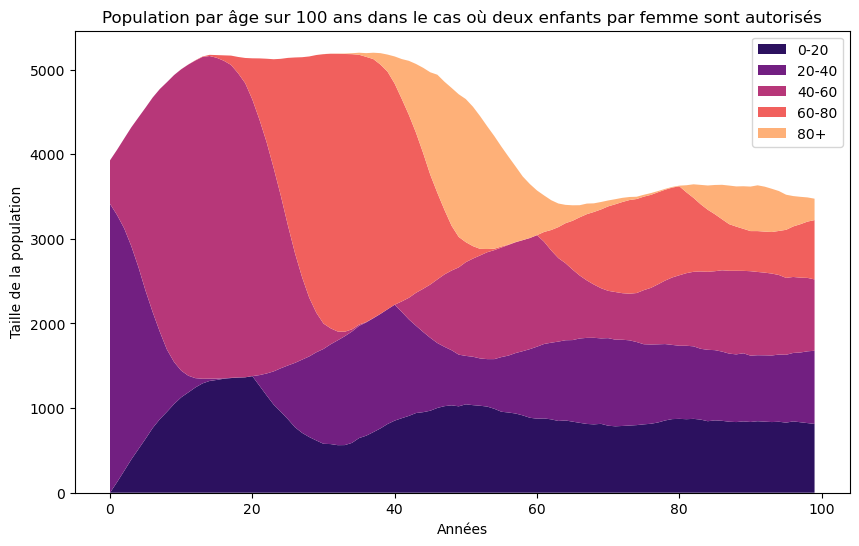 Population par âge sur 100 ans dans le cas où deux enfants par femme sont autorisés
0-20
20-40
40-60
60-80
80+
Taille de la population
5000
4000
3000
2000
1000
0
0 20 40 60 80 100
Années